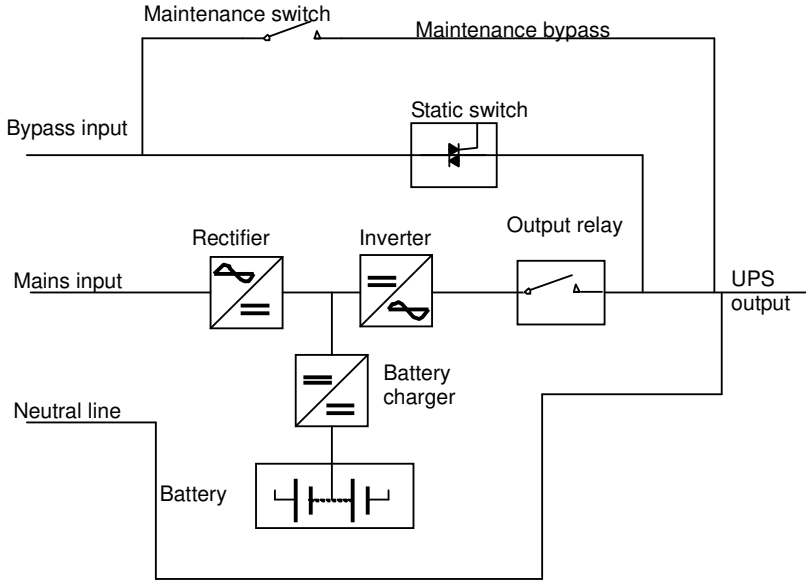 Maintenance switch
Maintenance bypass
Static switch
Bypass input
Output relay
Rectifier
Inverter
Mains input
UPS
output
Battery
charger
Neutral line
Battery